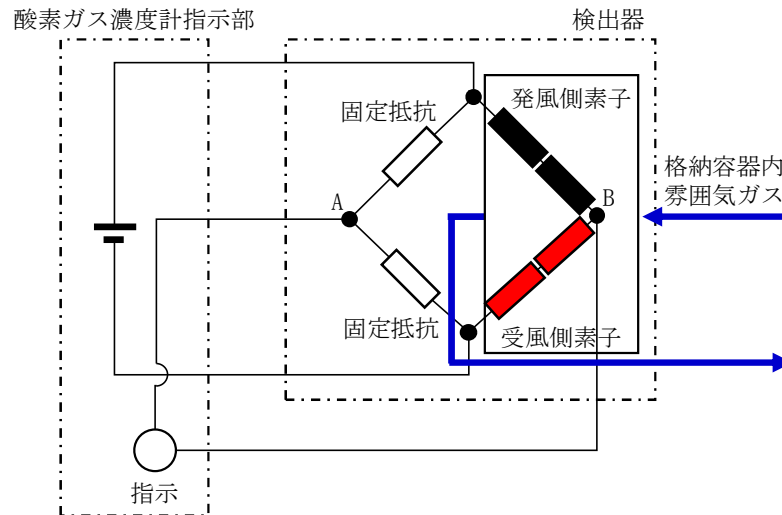 酸素ガス濃度計指示部
検出器
固定抵抗
発風側素子
格納容器内
雰囲気ガス
A
B
固定抵抗
受風側素子
指示